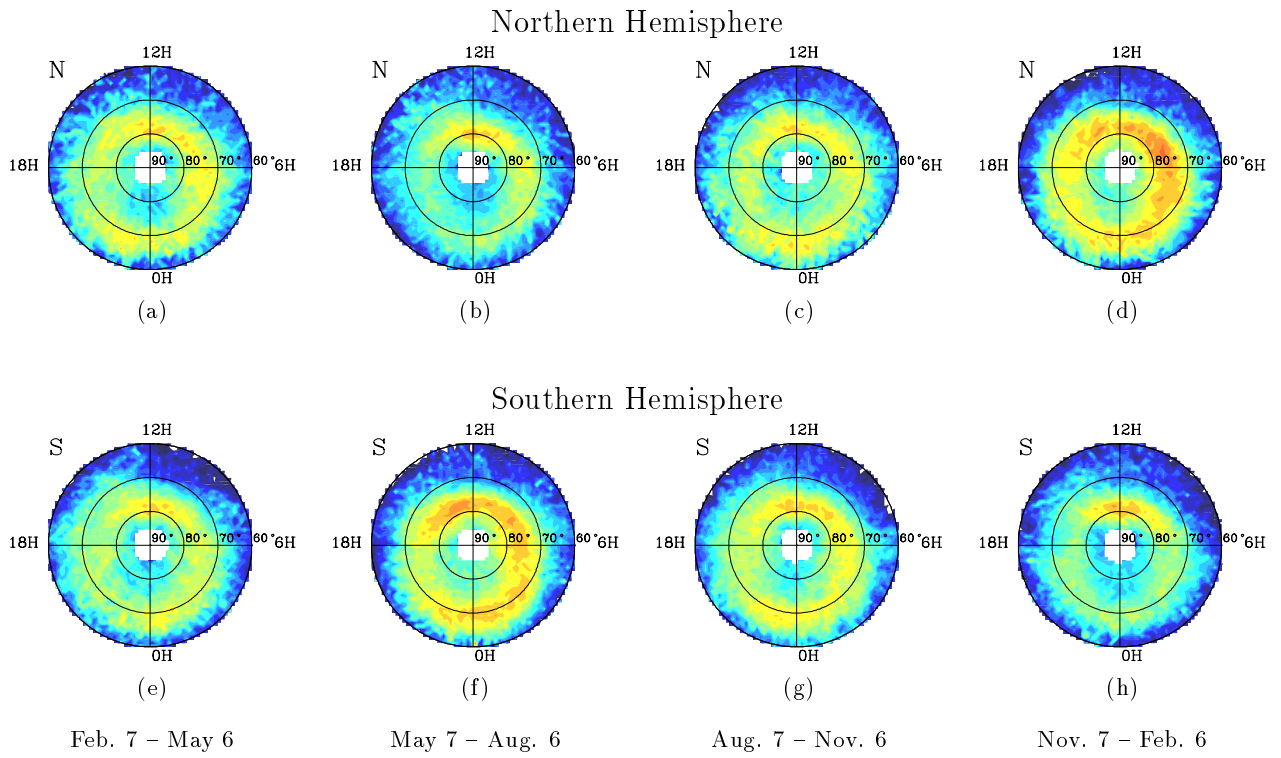 Northern Hemisphere
12H 12H 12H 12H
N N N N
18H 90° 80° 70° 60° 6H 18H 90° 80° 70° 60° 6H 18H 90° 80° 70° 60° 6H 18H 90° 80° 70° 60° 6H
0H 0H 0H 0H
(a) (b) (c) (d)
Southern Hemisphere
12H 12H 12H 12H
S S S S
18H 90° 80° 70° 60° 6H 18H 90° 80° 70° 60° 6H 18H 90° 80° 70° 60° 6H 18H 90° 80° 70° 60° 6H
0H 0H 0H 0H
(e) (f) (g) (h)
Feb. 7 – May 6 May 7 – Aug. 6 Aug. 7 – Nov. 6 Nov. 7 – Feb. 6